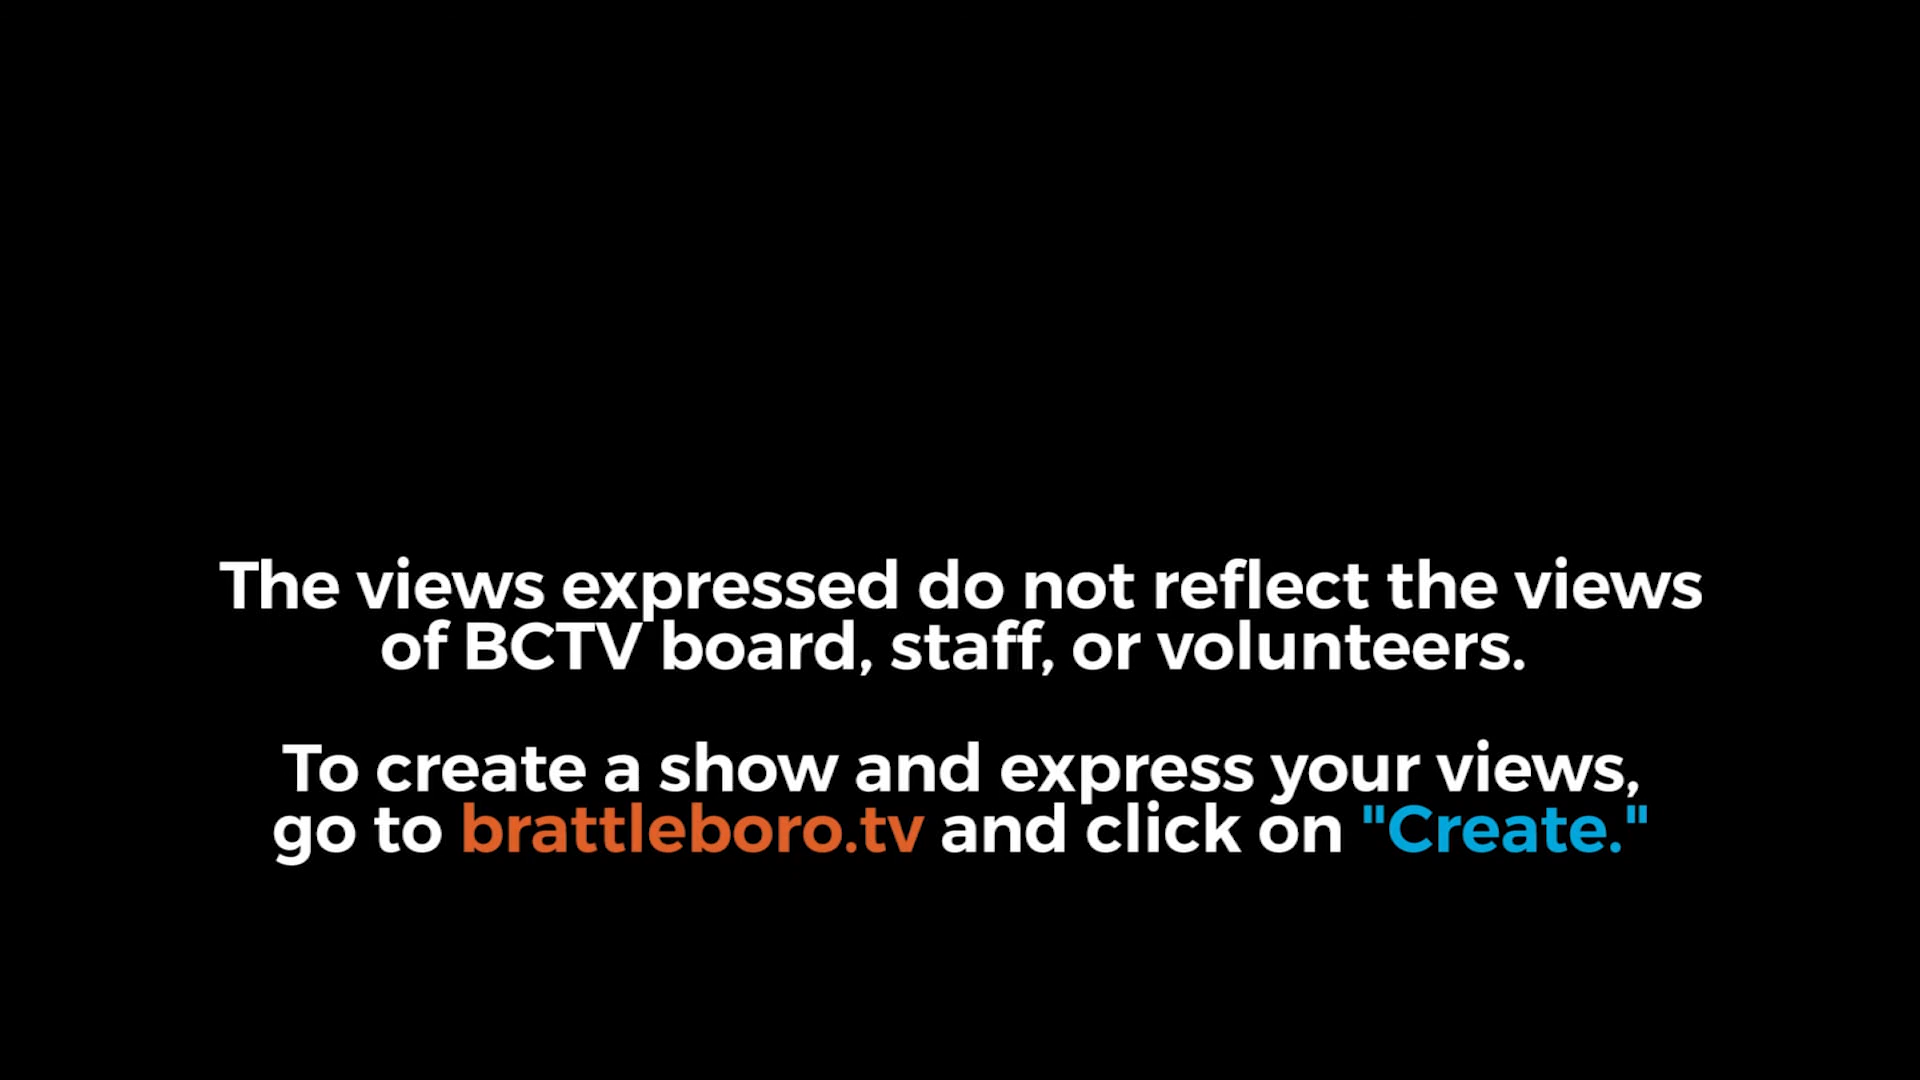 The views expressed do not reflect the views
of BCTV board, staff, or volunteers.
To create a show and express your views,
go to brattleboro.tv and click on "Create."